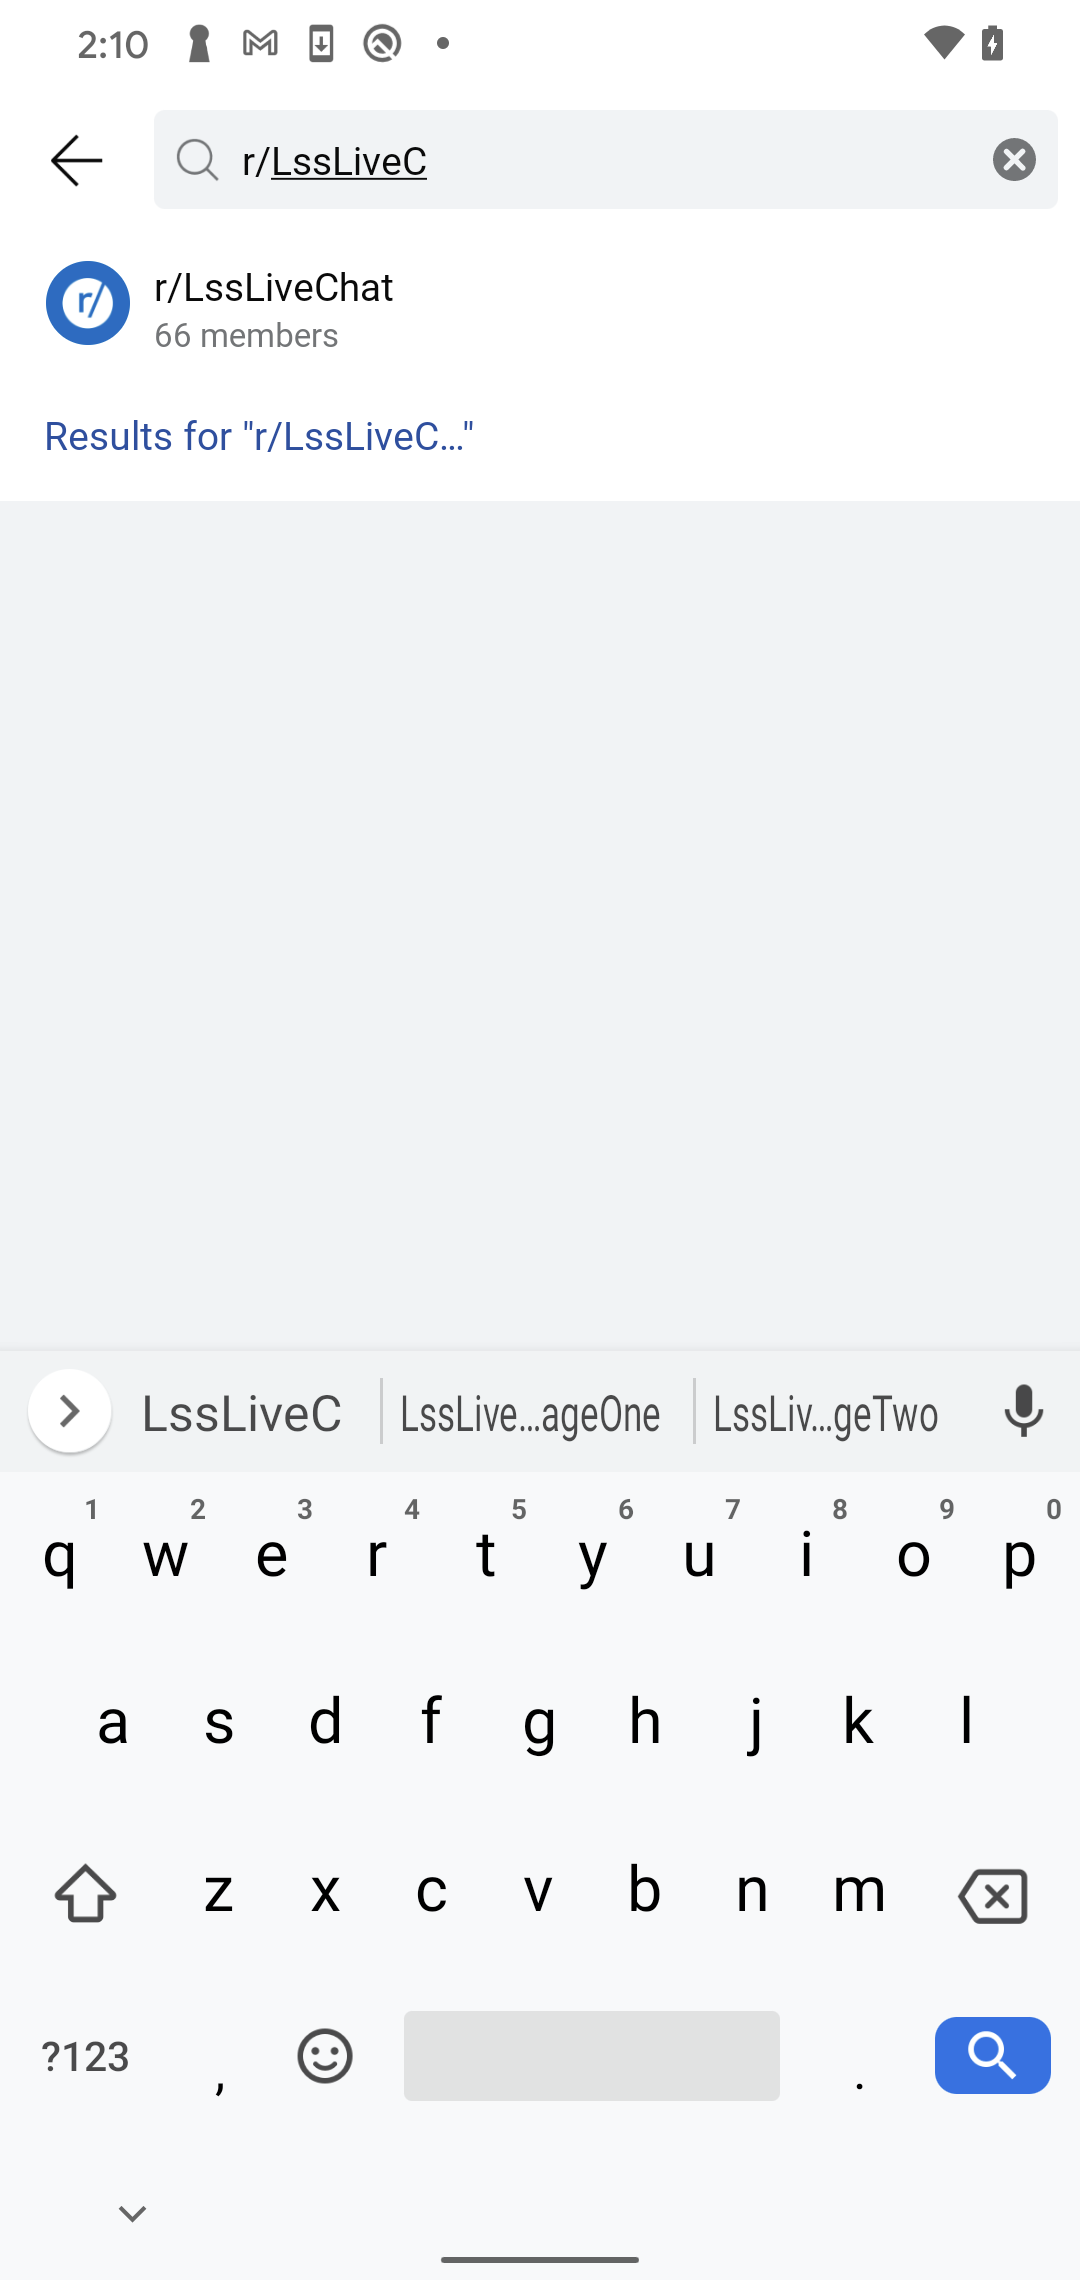 2:10
r/LssLiveC
r/
r/LssLiveChat
66 members
Results for "r/LssLiveC…"
LssLiveC LssLive…ageOne LssLiv…geTwo
1 2 3 4 5 6 7 8 9 0
q w e r t y u i o p
a s d f g h j k l
z x c v b n m
?123 , .